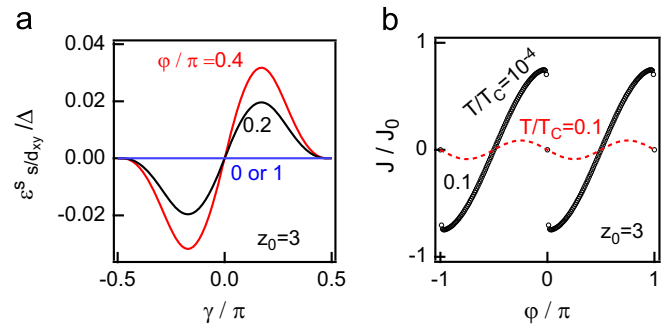 a
0.04
0.02
0.00
-0.02
ε^s_{s/d_{xy}} /Δ
φ / π =0.4
0.2
0 or 1
z₀=3
-0.5
0.0
0.5
γ / π
b
1
0
-1
J / J₀
T/T_C=10⁻⁴
T/T_C=0.1
0.1
z₀=3
-1
0
1
φ / π